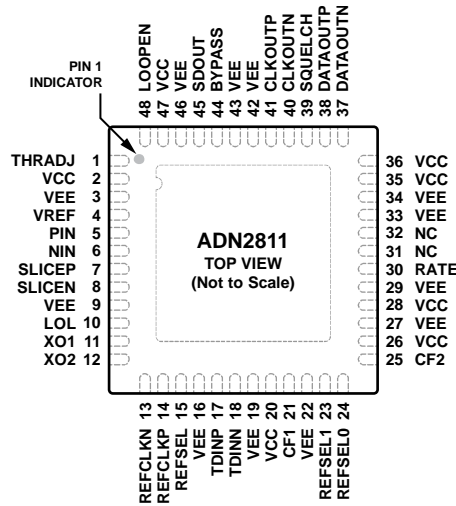 PIN 1
INDICATOR
48 LOOPEN
47 VCC
46 VEE
45 SDOUT
44 BYPASS
43 VEE
42 VEE
41 CLKOUTP
40 CLKOUTN
39 SQUELCH
38 DATAOUTP
37 DATAOUTN
THRADJ 1
VCC 2
VEE 3
VREF 4
PIN 5
NIN 6
SLICEP 7
SLICEN 8
VEE 9
LOL 10
XO1 11
XO2 12
ADN2811
TOP VIEW
(Not to Scale)
36 VCC
35 VCC
34 VEE
33 VEE
32 NC
31 NC
30 RATE
29 VEE
28 VCC
27 VEE
26 VCC
25 CF2
REFCLKN 13
REFCLKP 14
REFSEL 15
VEE 16
TDINP 17
TDINN 18
VEE 19
VCC 20
CF1 21
VEE 22
REFSEL1 23
REFSEL0 24